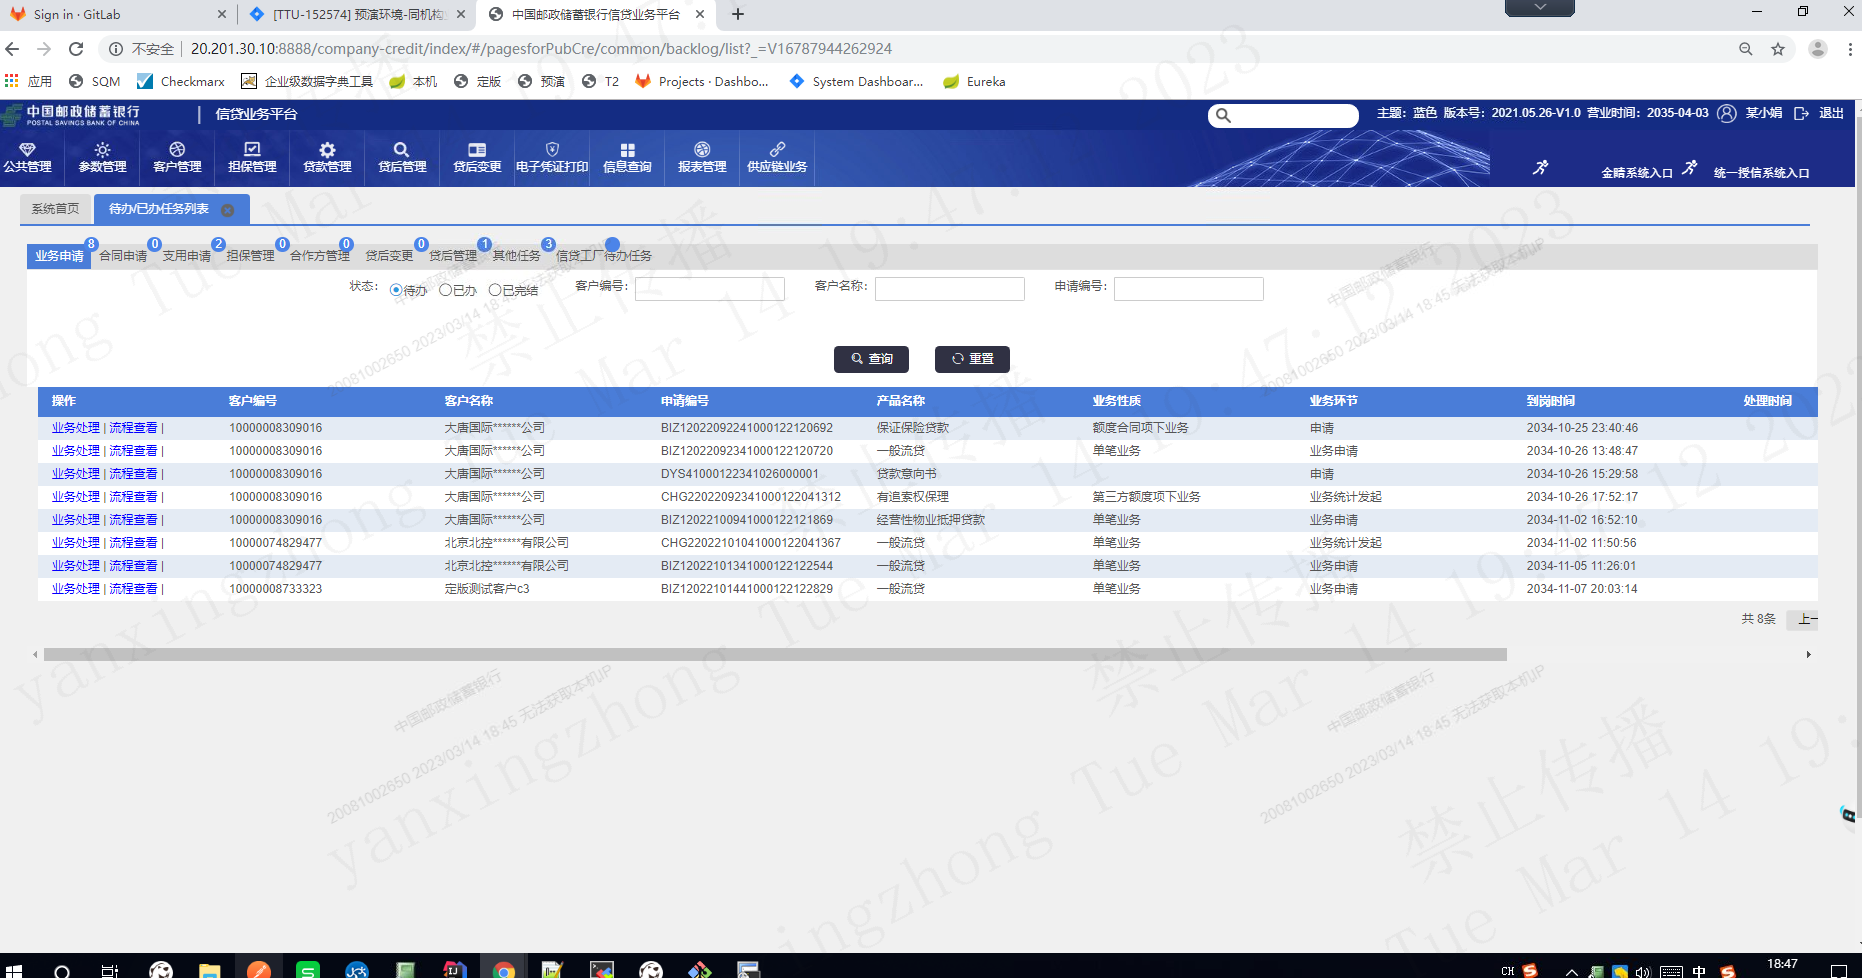 Sign in · GitLab
[TTU-152574] 预演环境-同机构
中国邮政储蓄银行信贷业务平台
不安全 | 20.201.30.10:8888/company-credit/index/#/pagesforPubCre/common/backlog/list?_=V16787944262924
应用 SQM Checkmarx 企业级数据字典工具 本机 定版 预演 T2 Projects · Dashbo... System Dashboar... Eureka
中国邮政储蓄银行
POSTAL SAVINGS BANK OF CHINA
信贷业务平台
主题: 蓝色 版本号: 2021.05.26-V1.0 营业时间: 2035-04-03 某小娟 退出
公共管理 参数管理 客户管理 担保管理 贷款管理 贷后管理 贷后变更 电子凭证打印 信息查询 报表管理 供应链业务
金睛系统入口 统一授信系统入口
系统首页 待办/已办任务列表
业务申请 8 合同申请 0 支用申请 2 担保管理 0 合作方管理 0 贷后变更 0 贷后管理 1 其他任务 3 信贷工厂待办任务
状态: 待办 已办 已完结 客户编号: 客户名称: 申请编号:
查询 重置
操作 客户编号 客户名称 申请编号 产品名称 业务性质 业务环节 到岗时间 处理时间
业务处理 | 流程查看 | 10000008309016 大唐国际******公司 BIZ12022092241000122120692 保证保险贷款 额度合同项下业务 申请 2034-10-25 23:40:46
业务处理 | 流程查看 | 10000008309016 大唐国际******公司 BIZ12022092341000122120720 一般流贷 单笔业务 业务申请 2034-10-26 13:48:47
业务处理 | 流程查看 | 10000008309016 大唐国际******公司 DYS41000122341026000001 贷款意向书 申请 2034-10-26 15:29:58
业务处理 | 流程查看 | 10000008309016 大唐国际******公司 CHG22022092341000122041312 有追索权保理 第三方额度项下业务 业务统计发起 2034-10-26 17:52:17
业务处理 | 流程查看 | 10000008309016 大唐国际******公司 BIZ12022100941000122121869 经营性物业抵押贷款 单笔业务 业务申请 2034-11-02 16:52:10
业务处理 | 流程查看 | 10000074829477 北京北控******有限公司 CHG22022101041000122041367 一般流贷 单笔业务 业务统计发起 2034-11-02 11:50:56
业务处理 | 流程查看 | 10000074829477 北京北控******有限公司 BIZ12022101341000122122544 一般流贷 单笔业务 业务申请 2034-11-05 11:26:01
业务处理 | 流程查看 | 10000008733323 定版测试客户c3 BIZ12022101441000122122829 一般流贷 单笔业务 业务申请 2034-11-07 20:03:14
共 8条 上一
中国邮政储蓄银行
20081002650 2023/03/14 18:45 无法获取本机IP
yanxingzhong Tue Mar 14 19:47:12 2023
禁止传播
CH 中 18:47